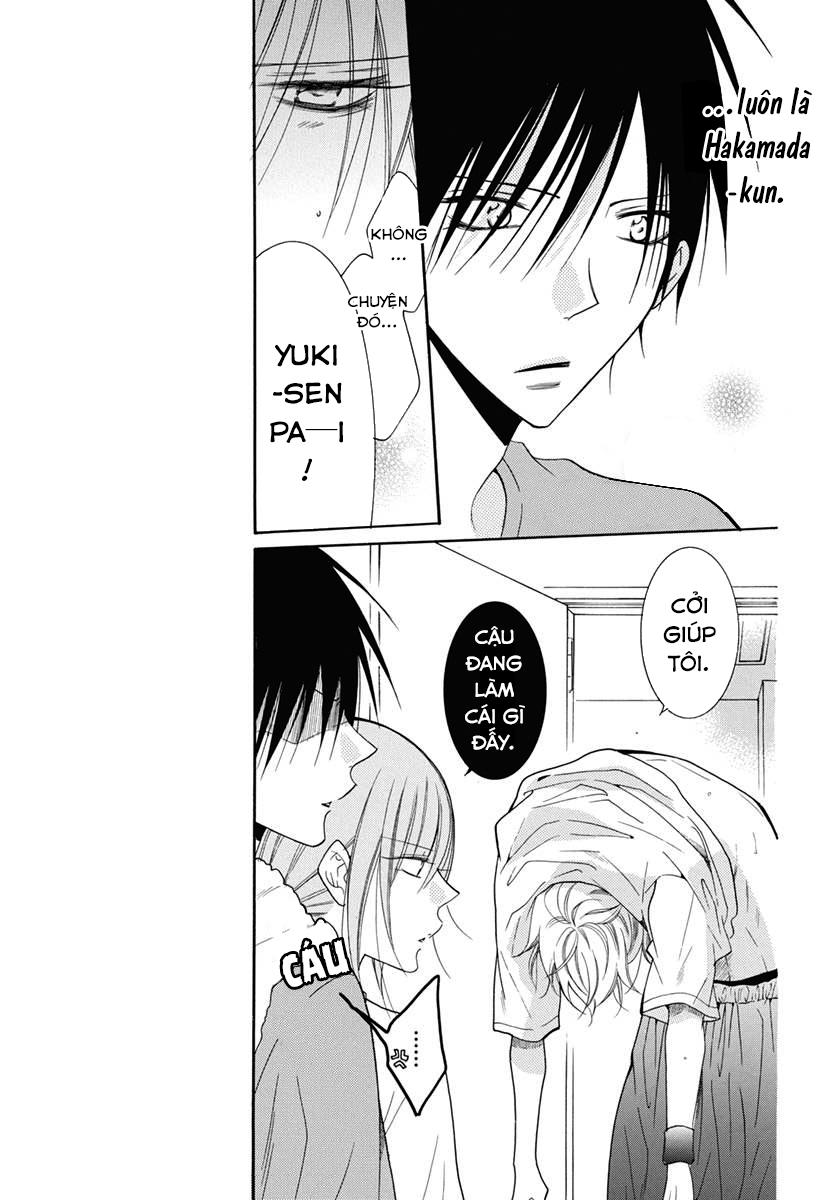 ...luôn là
Hakamada
-kun.
KHÔNG
...
CHUYỆN
ĐÓ...
YUKI
-SEN
PA—I
!
CỞI
GIÚP
TÔI.
CẬU
ĐANG
LÀM
CÁI GÌ
ĐẤY.
CÁU
......